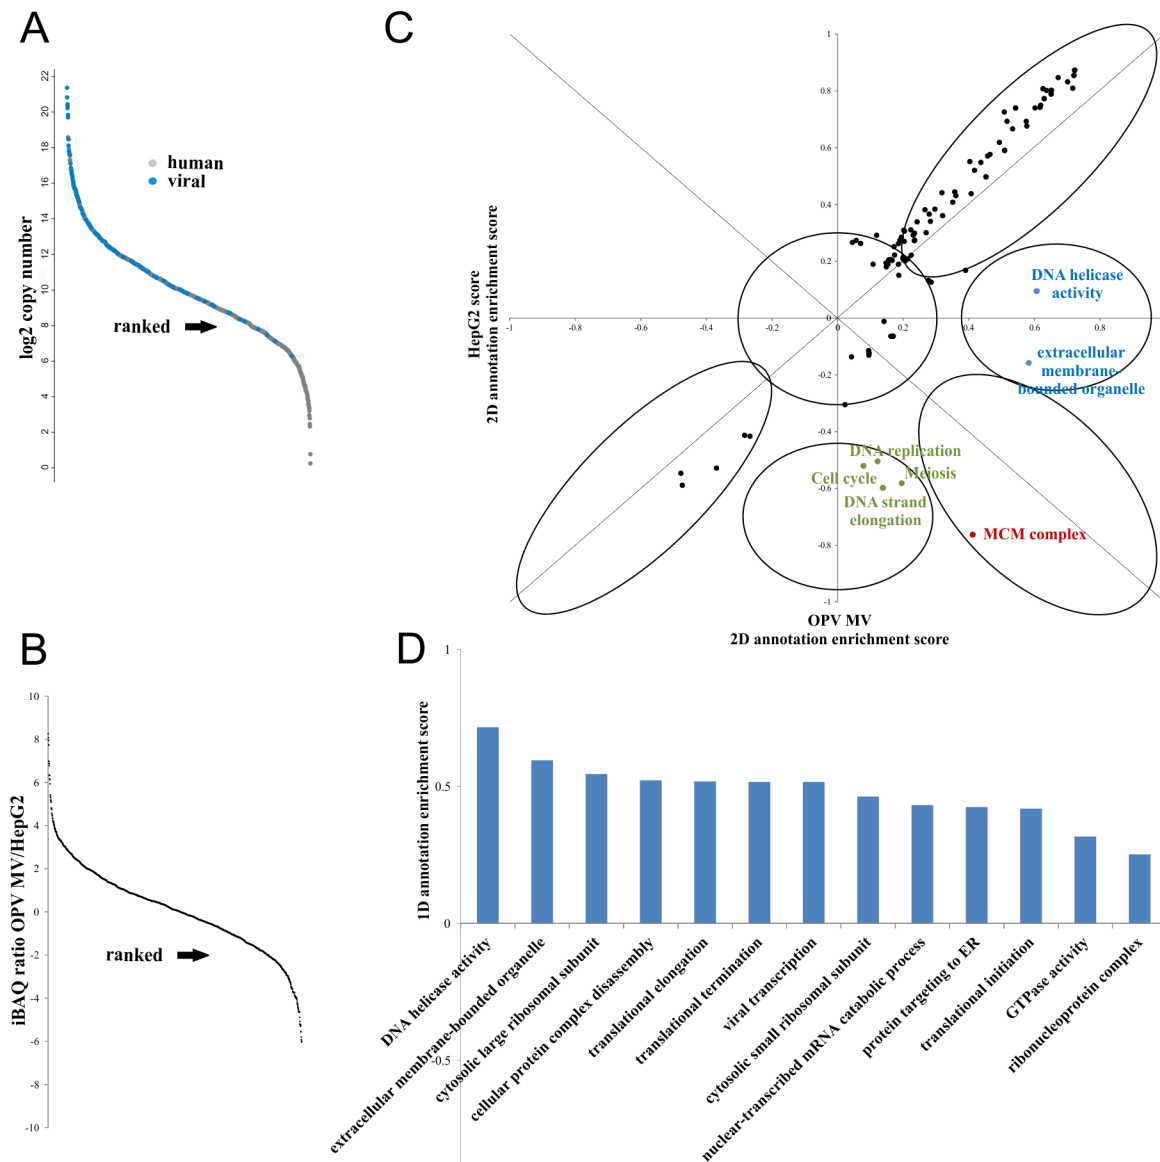 A
22
20
18
16
14
12
10
8
6
4
2
0
log2 copy number
human
viral
ranked
B
10
8
6
4
2
0
-2
-4
-6
-8
-10
iBAQ ratio OPV MV/HepG2
ranked
C
1
0.8
0.6
0.4
0.2
0
-0.2
-0.4
-0.6
-0.8
-1
-1
-0.8
-0.6
-0.4
-0.2
0
0.2
0.4
0.6
0.8
HepG2 score
2D annotation enrichment score
DNA helicase
activity
extracellular
membrane-
bounded organelle
DNA replication
Cell cycle
Meiosis
DNA strand
elongation
MCM complex
OPV MV
2D annotation enrichment score
D
1
0.5
0
-0.5
1D annotation enrichment score
DNA helicase activity
extracellular membrane-bounded organelle
cytosolic large ribosomal subunit
cellular protein complex disassembly
translational elongation
translational termination
viral transcription
cytosolic small ribosomal subunit
nuclear-transcribed mRNA catabolic process
protein targeting to ER
translational initiation
GTPase activity
ribonucleoprotein complex